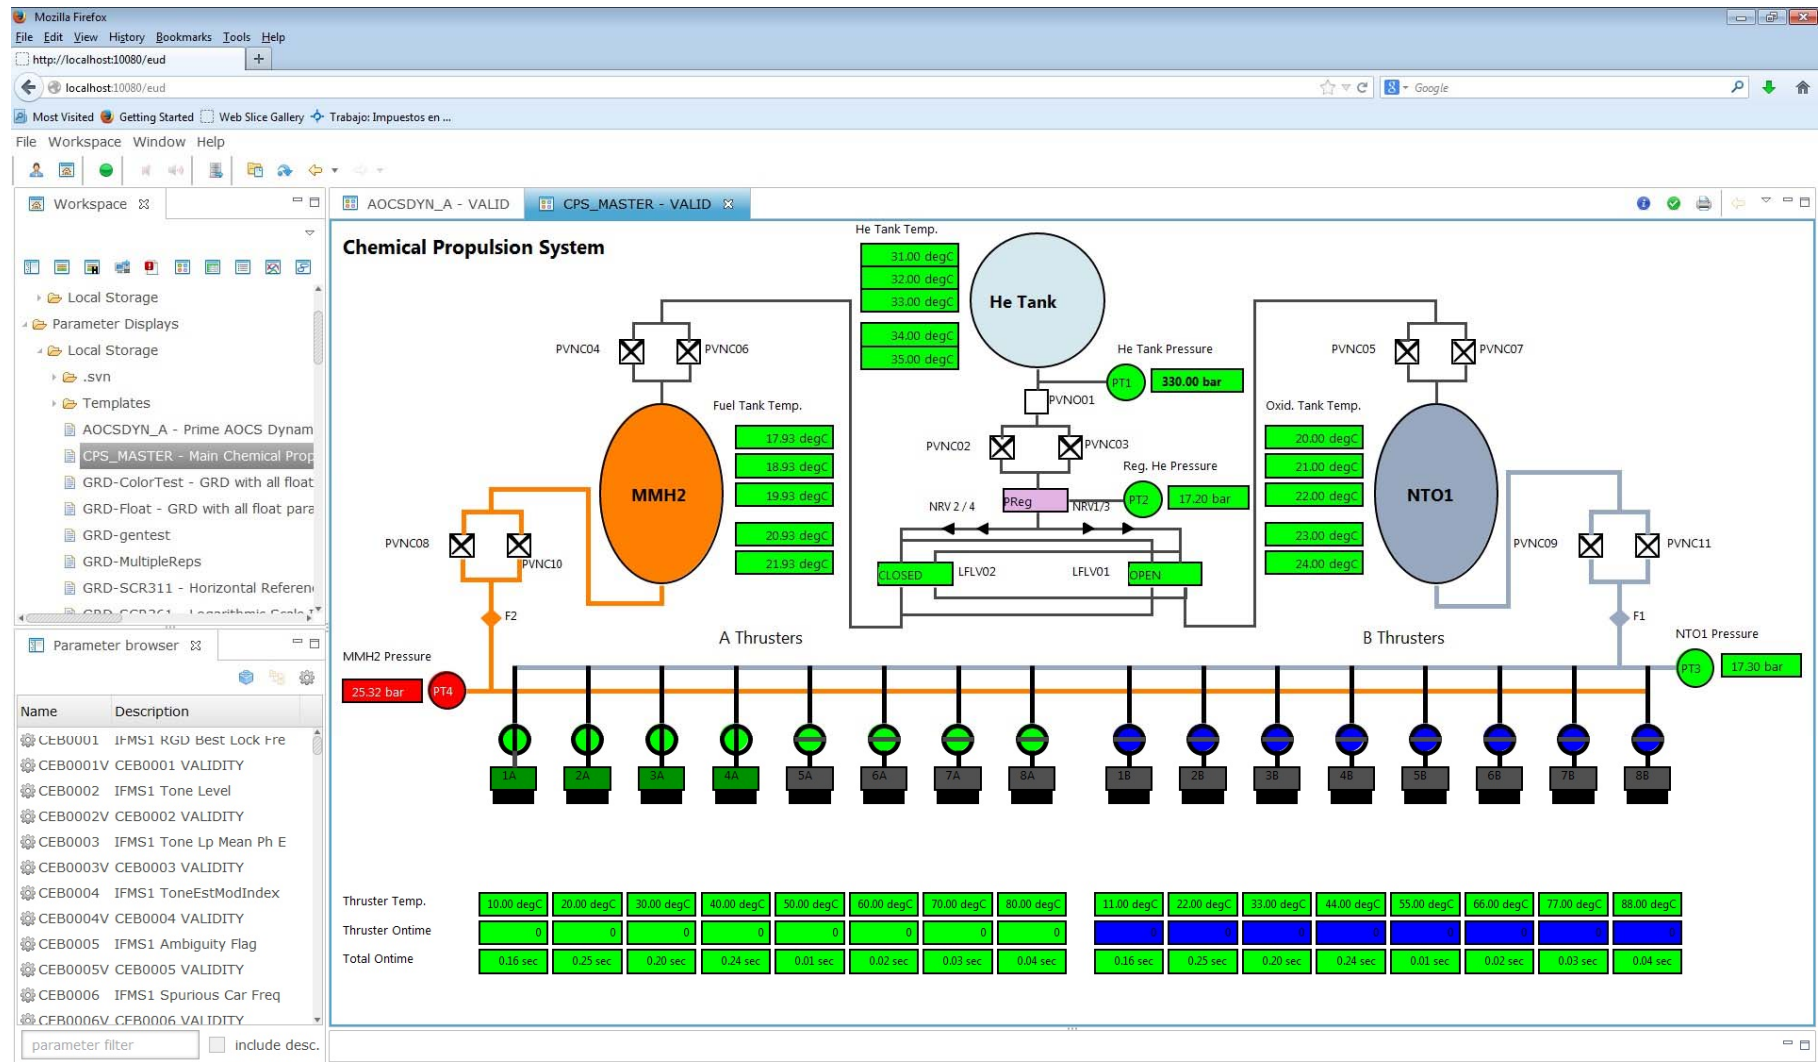 Mozilla Firefox
File Edit View History Bookmarks Tools Help
http://localhost:10080/eud +
localhost:10080/eud
8 Google
Most Visited Getting Started Web Slice Gallery Trabajo: Impuestos en ...
File Workspace Window Help
Workspace
Local Storage
Parameter Displays
Local Storage
.svn
Templates
AOCSDYN_A - Prime AOCS Dynam
CPS_MASTER - Main Chemical Prop
GRD-ColorTest - GRD with all float
GRD-Float - GRD with all float para
GRD-gentest
GRD-MultipleReps
GRD-SCR311 - Horizontal Referen
Parameter browser
Name Description
CEB0001 IFMS1 RGD Best Lock Fre
CEB0001V CEB0001 VALIDITY
CEB0002 IFMS1 Tone Level
CEB0002V CEB0002 VALIDITY
CEB0003 IFMS1 Tone Lp Mean Ph E
CEB0003V CEB0003 VALIDITY
CEB0004 IFMS1 ToneEstModIndex
CEB0004V CEB0004 VALIDITY
CEB0005 IFMS1 Ambiguity Flag
CEB0005V CEB0005 VALIDITY
CEB0006 IFMS1 Spurious Car Freq
CEB0006V CEB0006 VALIDITY
parameter filter include desc.
AOCSDYN_A - VALID CPS_MASTER - VALID
Chemical Propulsion System
He Tank Temp.
31.00 degC
32.00 degC
33.00 degC
34.00 degC
35.00 degC
He Tank
He Tank Pressure
PT1 330.00 bar
PVNO01
PVNC04 PVNC06
PVNC05 PVNC07
PVNC02 PVNC03
Fuel Tank Temp.
17.93 degC
18.93 degC
19.93 degC
20.93 degC
21.93 degC
MMH2
Reg. He Pressure
PReg PT2 17.20 bar
NRV 2 / 4 NRV1/3
CLOSED LFLV02 LFLV01 OPEN
Oxid. Tank Temp.
20.00 degC
21.00 degC
22.00 degC
23.00 degC
24.00 degC
NTO1
PVNC08 PVNC10
PVNC09 PVNC11
F2
F1
A Thrusters B Thrusters
MMH2 Pressure
25.32 bar PT4
NTO1 Pressure
PT3 17.30 bar
1A 2A 3A 4A 5A 6A 7A 8A 1B 2B 3B 4B 5B 6B 7B 8B
Thruster Temp. 10.00 degC 20.00 degC 30.00 degC 40.00 degC 50.00 degC 60.00 degC 70.00 degC 80.00 degC 11.00 degC 22.00 degC 33.00 degC 44.00 degC 55.00 degC 66.00 degC 77.00 degC 88.00 degC
Thruster Ontime 0 0 0 0 0 0 0 0 0 0 0 0 0 0 0 0
Total Ontime 0.16 sec 0.25 sec 0.20 sec 0.24 sec 0.01 sec 0.02 sec 0.03 sec 0.04 sec 0.16 sec 0.25 sec 0.20 sec 0.24 sec 0.01 sec 0.02 sec 0.03 sec 0.04 sec